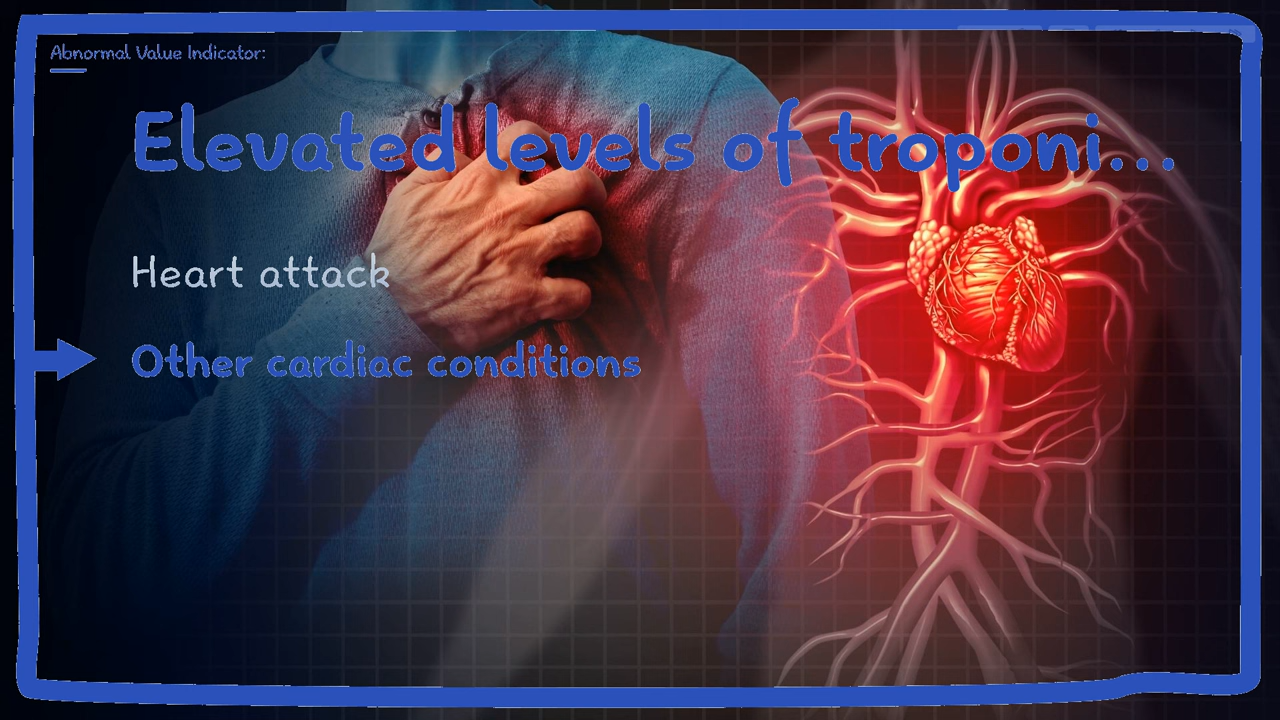 Abnormal Value Indicator:
Elevated levels of troponi...
Heart attack
Other cardiac conditions